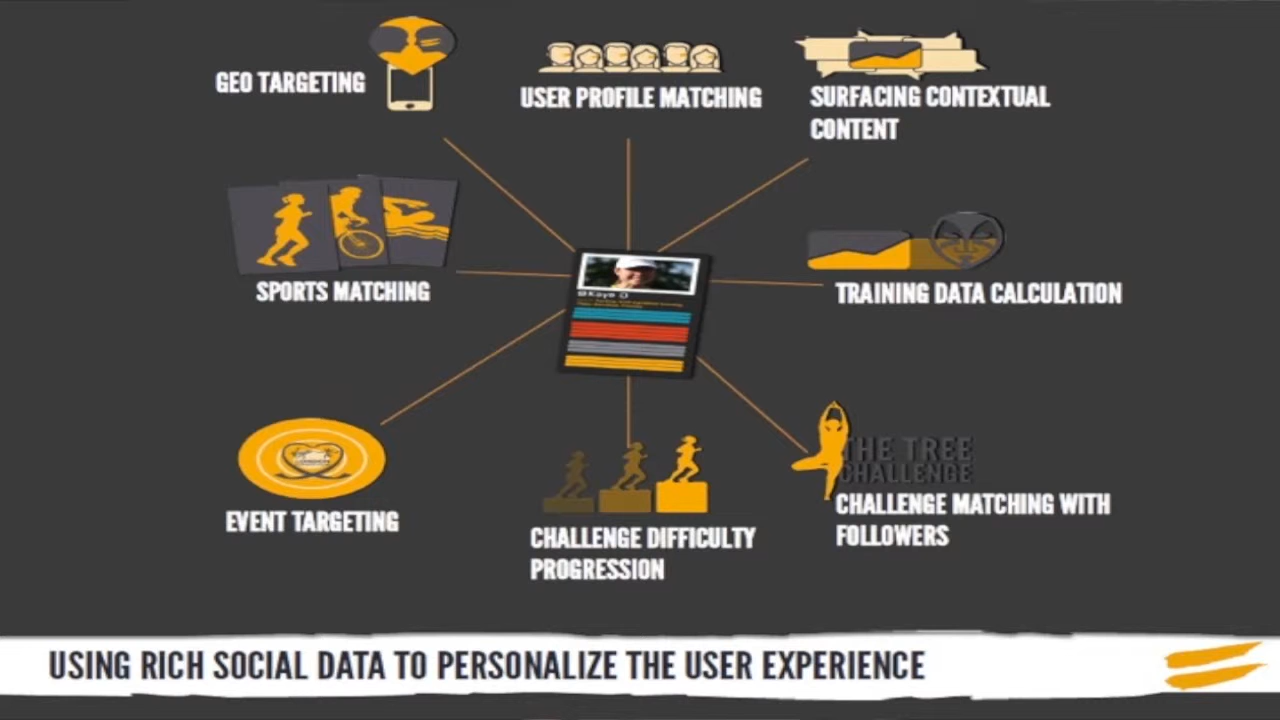 GEO TARGETING
USER PROFILE MATCHING
SURFACING CONTEXTUAL
CONTENT
SPORTS MATCHING
TRAINING DATA CALCULATION
THE TREE
CHALLENGE
EVENT TARGETING
CHALLENGE DIFFICULTY
PROGRESSION
CHALLENGE MATCHING WITH
FOLLOWERS
USING RICH SOCIAL DATA TO PERSONALIZE THE USER EXPERIENCE